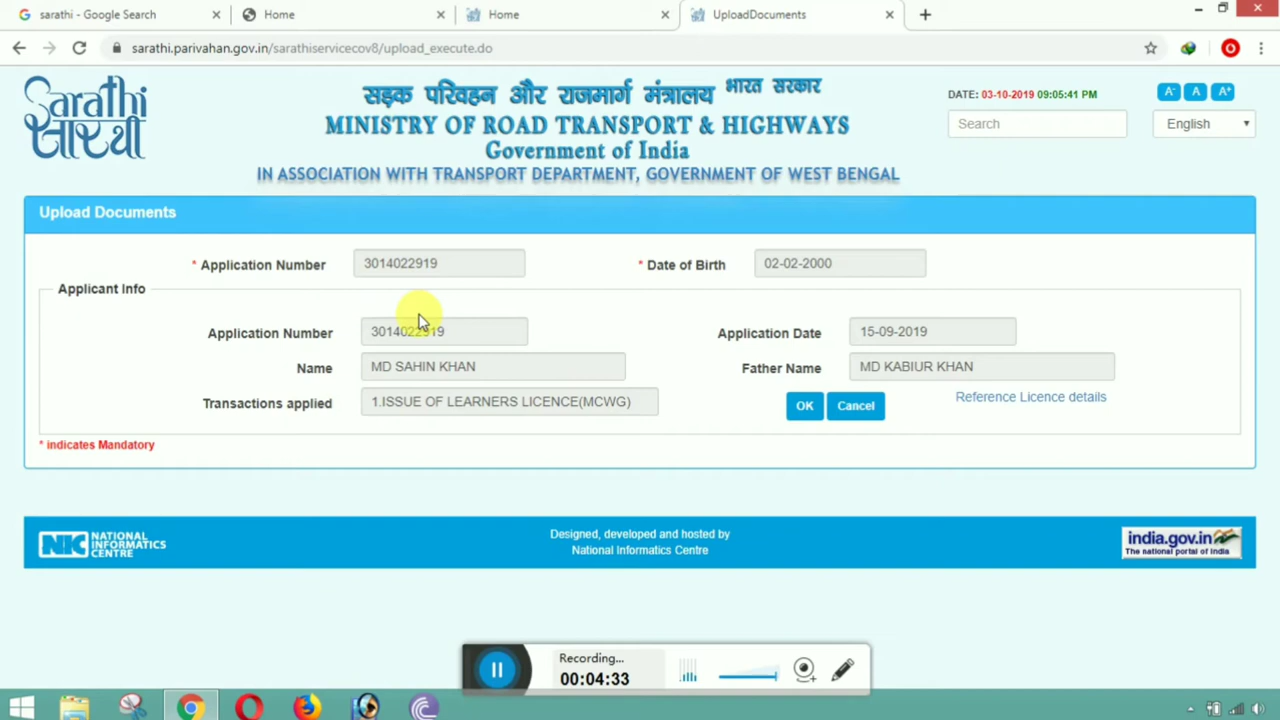 sarathi - Google Search
Home
Home
UploadDocuments
sarathi.parivahan.gov.in/sarathiservicecov8/upload_execute.do
Sarathi
सारथी
सड़क परिवहन और राजमार्ग मंत्रालय भारत सरकार
MINISTRY OF ROAD TRANSPORT & HIGHWAYS
Government of India
IN ASSOCIATION WITH TRANSPORT DEPARTMENT, GOVERNMENT OF WEST BENGAL
DATE: 03-10-2019 09:05:41 PM
A- A A+
Search
English
Upload Documents
* Application Number 3014022919 * Date of Birth 02-02-2000
Applicant Info
Application Number 3014022919 Application Date 15-09-2019
Name MD SAHIN KHAN Father Name MD KABIUR KHAN
Transactions applied 1.ISSUE OF LEARNERS LICENCE(MCWG) OK Cancel Reference Licence details
* indicates Mandatory
NIC NATIONAL INFORMATICS CENTRE
Designed, developed and hosted by
National Informatics Centre
india.gov.in
The national portal of India
Recording...
00:04:33